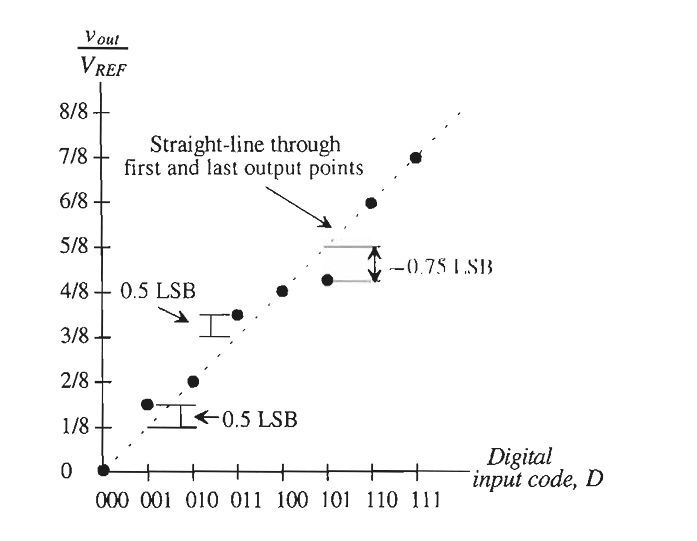 v_out
V_REF
8/8
Straight-line through
7/8
first and last output points
6/8
5/8
−0.75 LSB
4/8
0.5 LSB
3/8
2/8
1/8
0.5 LSB
0
Digital
input code, D
000 001 010 011 100 101 110 111